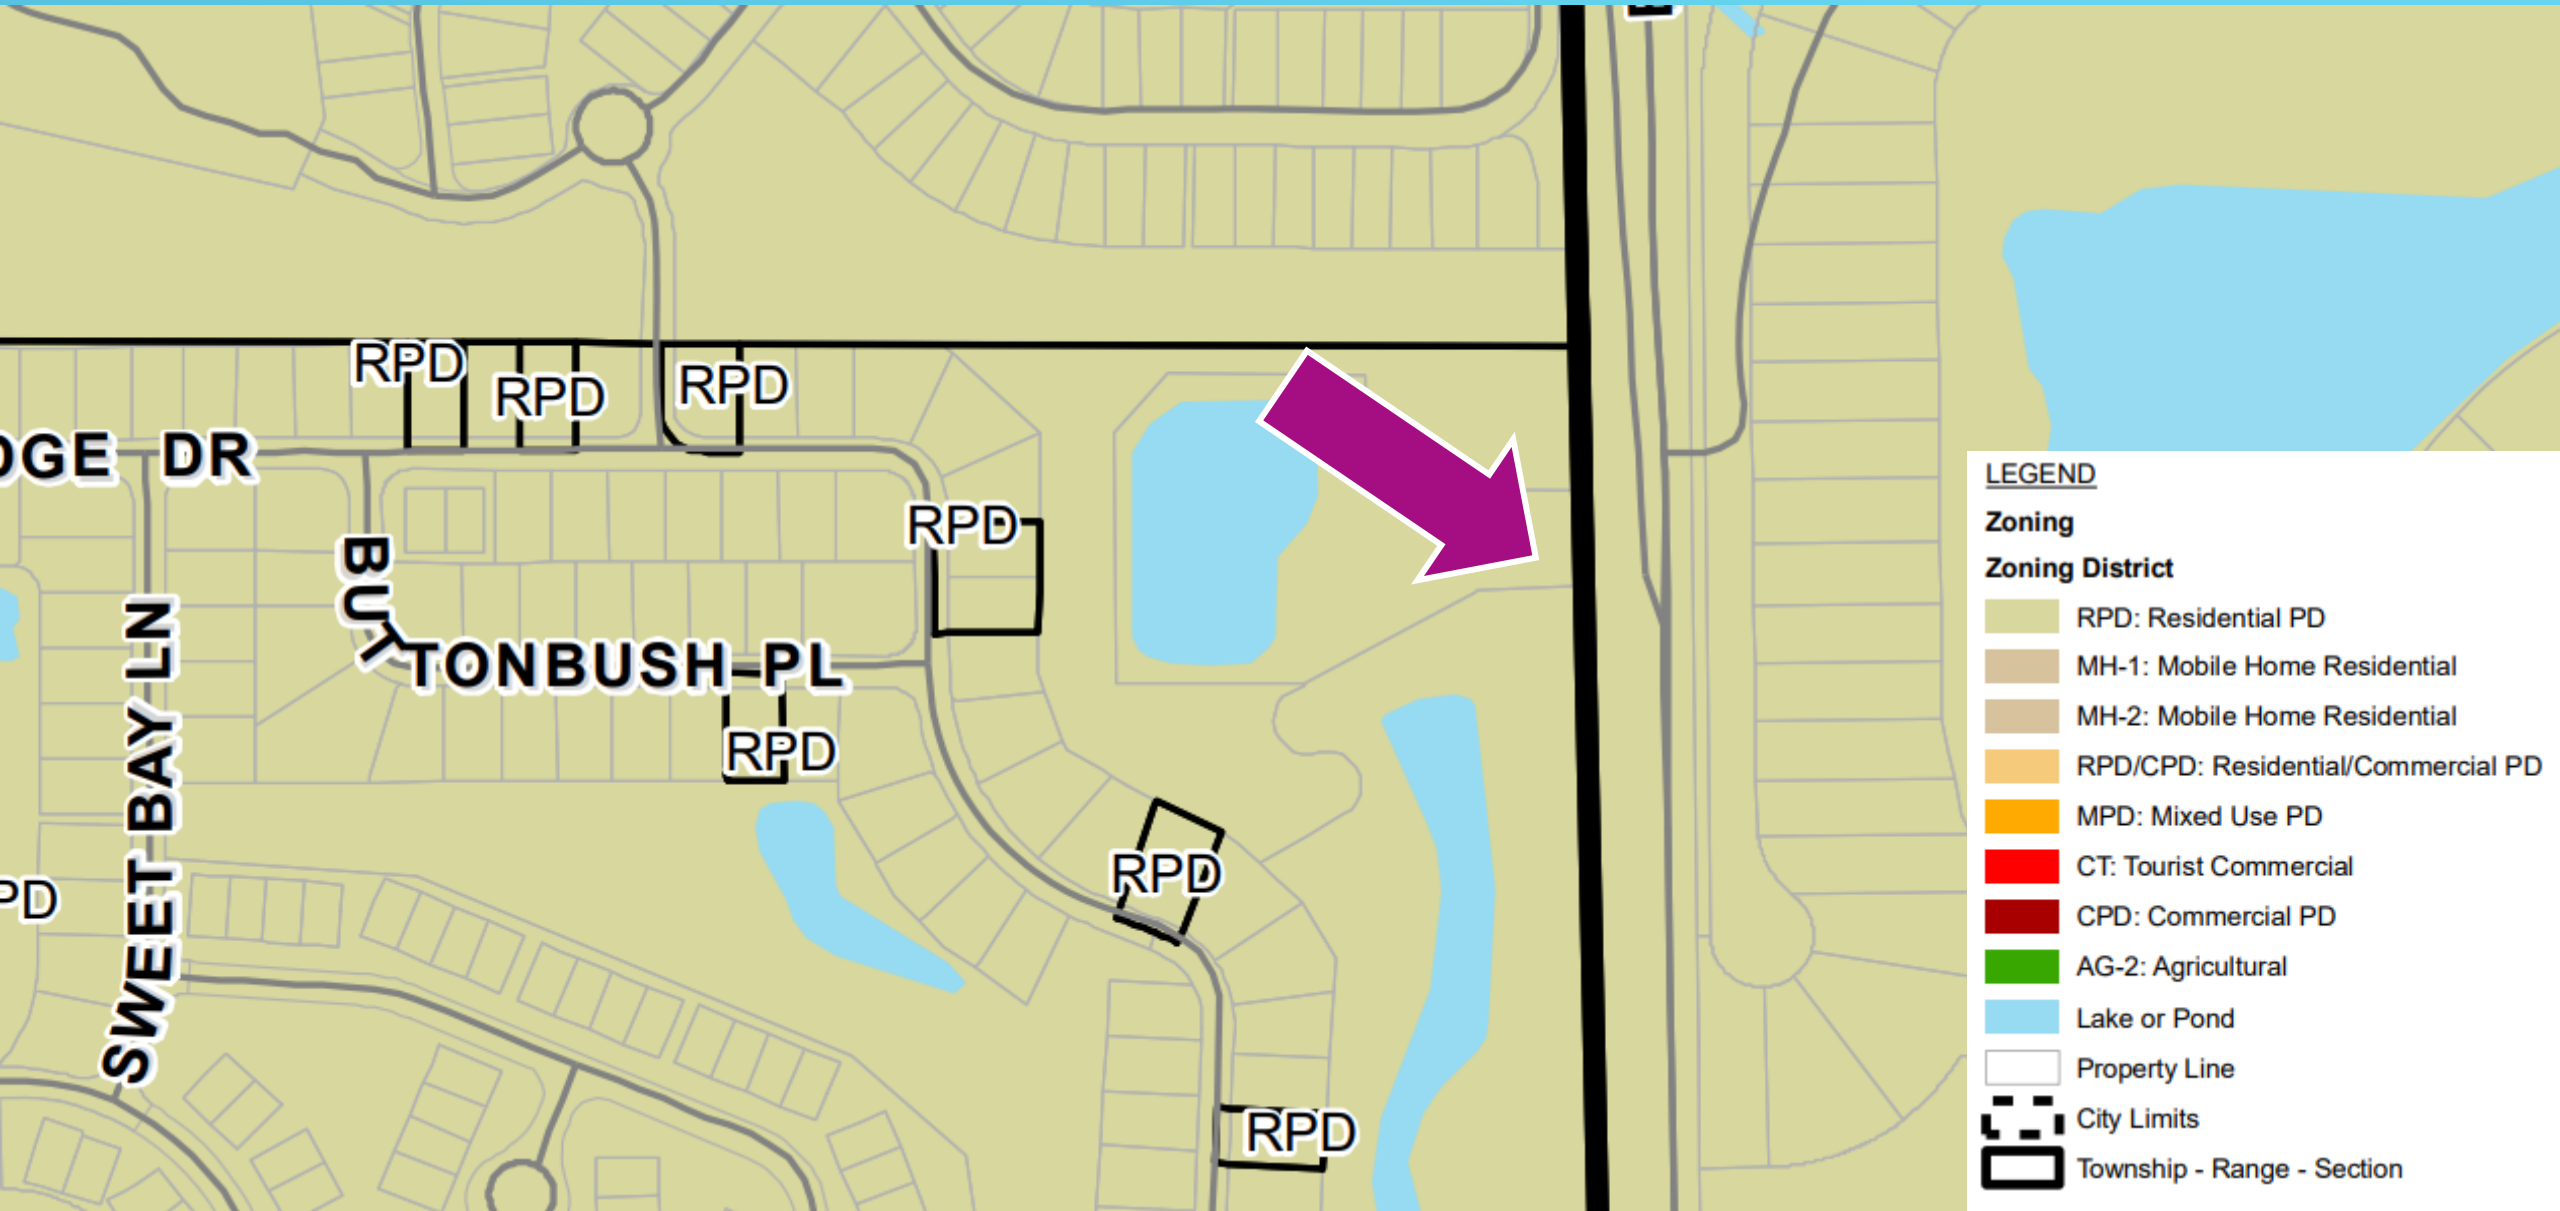 RPD
RPD
RPD
DGE DR
RPD
BUTTONBUSH PL
SWEET BAY LN
RPD
RPD
PD
RPD
LEGEND
Zoning
Zoning District
RPD: Residential PD
MH-1: Mobile Home Residential
MH-2: Mobile Home Residential
RPD/CPD: Residential/Commercial PD
MPD: Mixed Use PD
CT: Tourist Commercial
CPD: Commercial PD
AG-2: Agricultural
Lake or Pond
Property Line
City Limits
Township - Range - Section